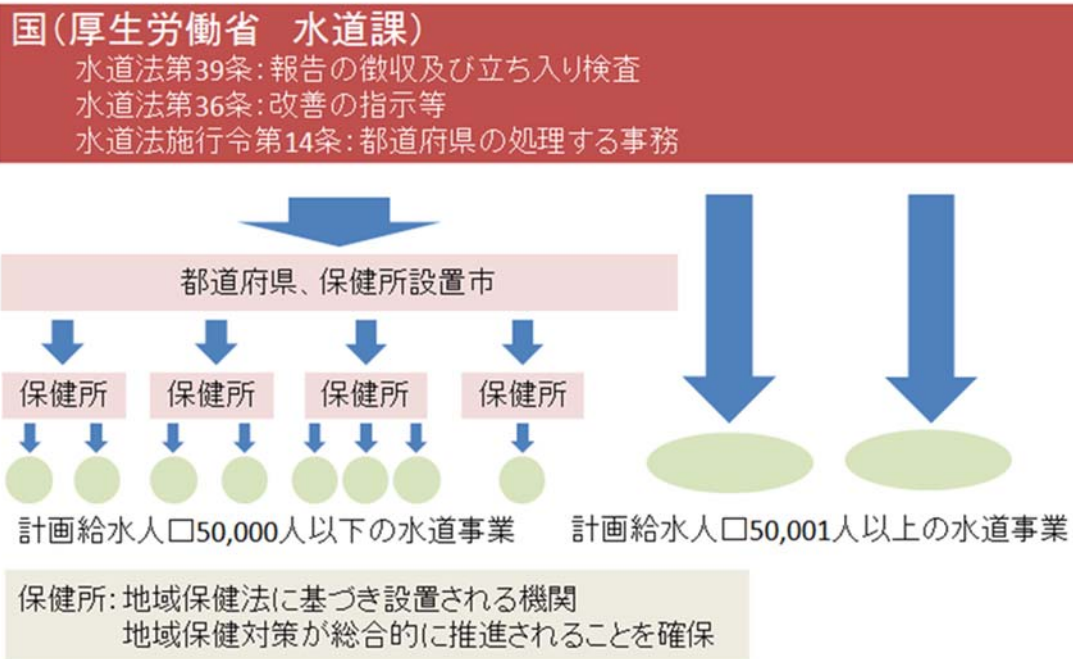 国(厚生労働省 水道課)
水道法第39条:報告の徴収及び立ち入り検査
水道法第36条:改善の指示等
水道法施行令第14条:都道府県の処理する事務
都道府県、保健所設置市
保健所 保健所 保健所 保健所
計画給水人口50,000人以下の水道事業
計画給水人口50,001人以上の水道事業
保健所:地域保健法に基づき設置される機関
地域保健対策が総合的に推進されることを確保